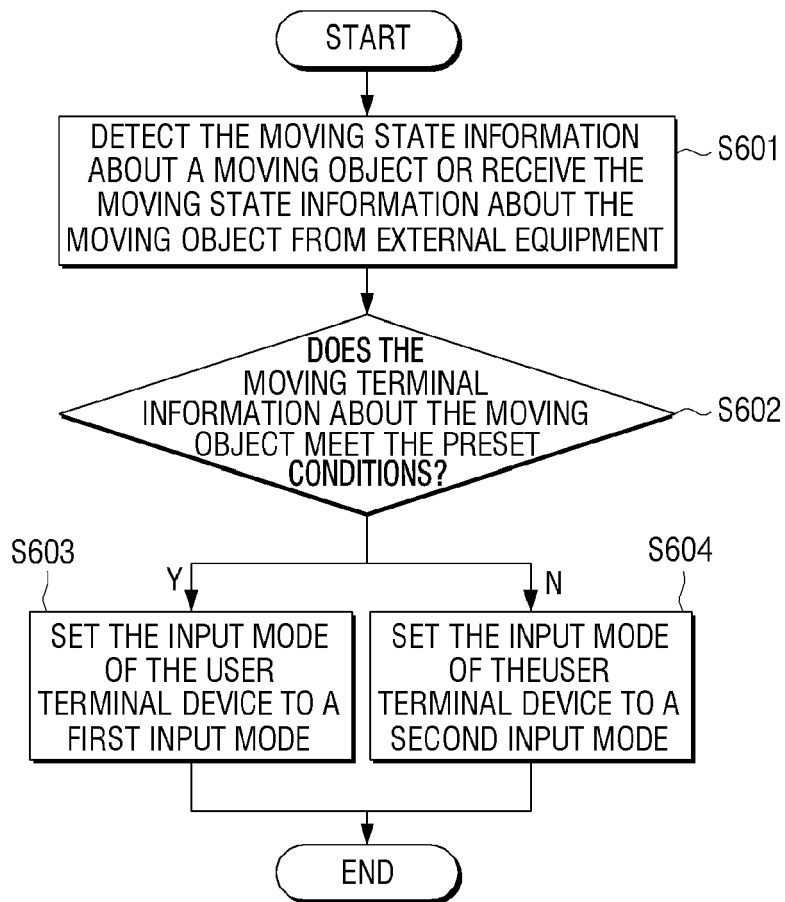 START
DETECT THE MOVING STATE INFORMATION
ABOUT A MOVING OBJECT OR RECEIVE THE
MOVING STATE INFORMATION ABOUT THE
MOVING OBJECT FROM EXTERNAL EQUIPMENT
S601
DOES THE
MOVING TERMINAL
INFORMATION ABOUT THE MOVING
OBJECT MEET THE PRESET
CONDITIONS?
S602
S603
Y
SET THE INPUT MODE
OF THE USER
TERMINAL DEVICE TO A
FIRST INPUT MODE
S604
N
SET THE INPUT MODE
OF THEUSER
TERMINAL DEVICE TO A
SECOND INPUT MODE
END